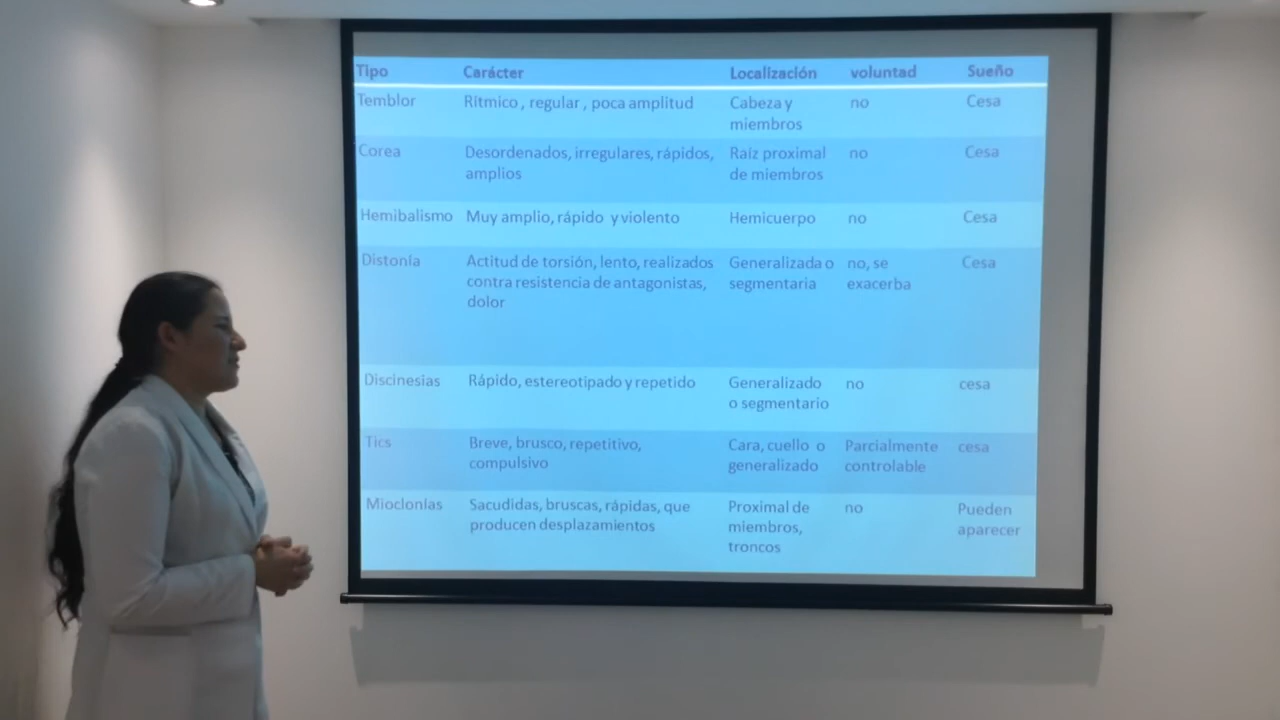 Tipo Carácter Localización voluntad Sueño
Temblor Ritmico , regular , poca amplitud Cabeza y no Cesa
miembros
Corea Desordenados, irregulares, rápidos, Raíz proximal no Cesa
amplios de miembros
Hemibalismo Muy amplio, rápido y violento Hemicuerpo no Cesa
Distonía Actitud de torsión, lento, realizados Generalizada o no, se Cesa
contra resistencia de antagonistas, segmentaria exacerba
dolor
Discinesias Rápido, estereotipado y repetido Generalizado no cesa
o segmentario
Tics Breve, brusco, repetitivo, Cara, cuello o Parcialmente cesa
compulsivo generalizado controlable
Mioclonías Sacudidas, bruscas, rápidas, que Proximal de no Pueden
producen desplazamientos miembros, aparecer
troncos